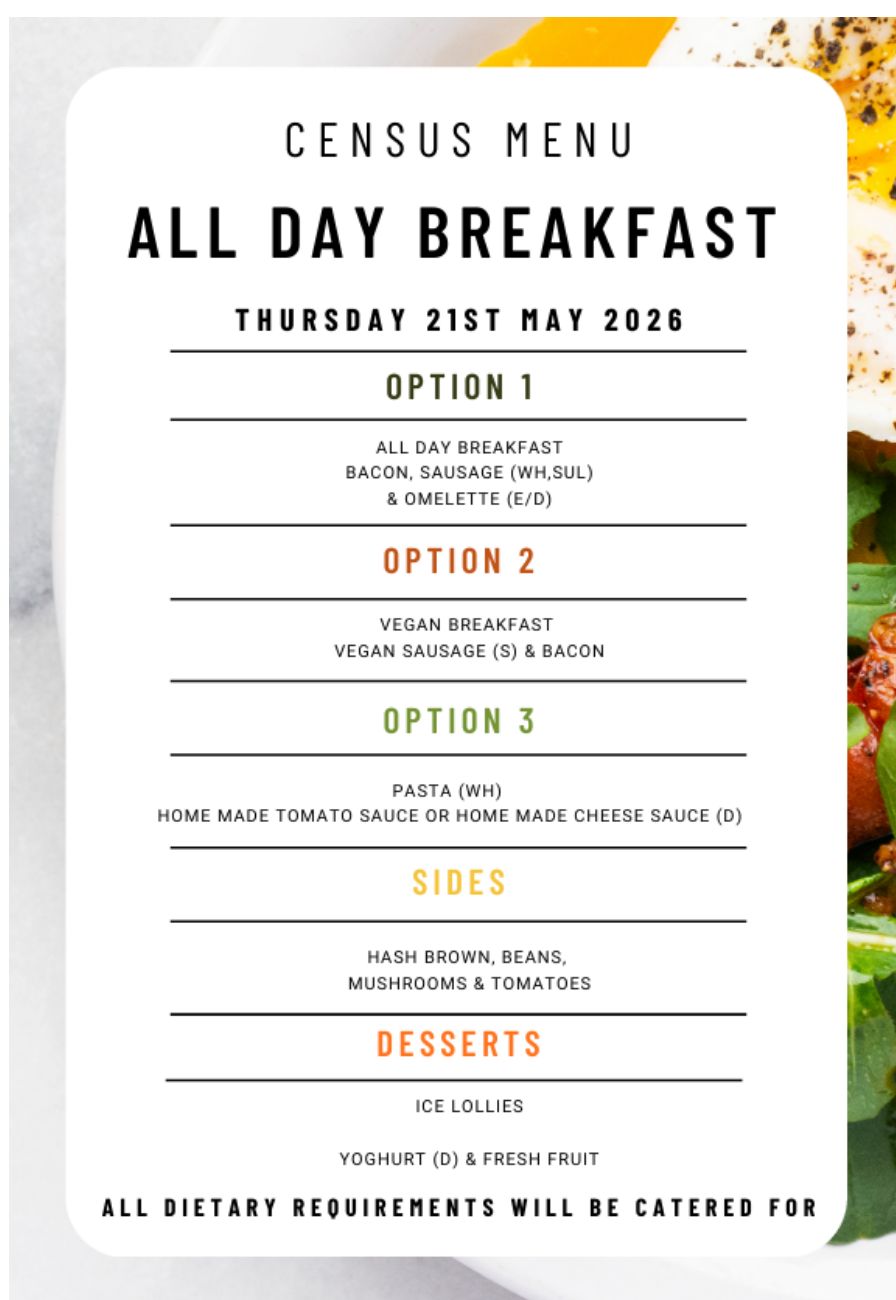 CENSUS MENU
ALL DAY BREAKFAST
THURSDAY 21ST MAY 2026
OPTION 1
ALL DAY BREAKFAST
BACON, SAUSAGE (WH,SUL)
& OMELETTE (E/D)
OPTION 2
VEGAN BREAKFAST
VEGAN SAUSAGE (S) & BACON
OPTION 3
PASTA (WH)
HOME MADE TOMATO SAUCE OR HOME MADE CHEESE SAUCE (D)
SIDES
HASH BROWN, BEANS,
MUSHROOMS & TOMATOES
DESSERTS
ICE LOLLIES
YOGHURT (D) & FRESH FRUIT
ALL DIETARY REQUIREMENTS WILL BE CATERED FOR